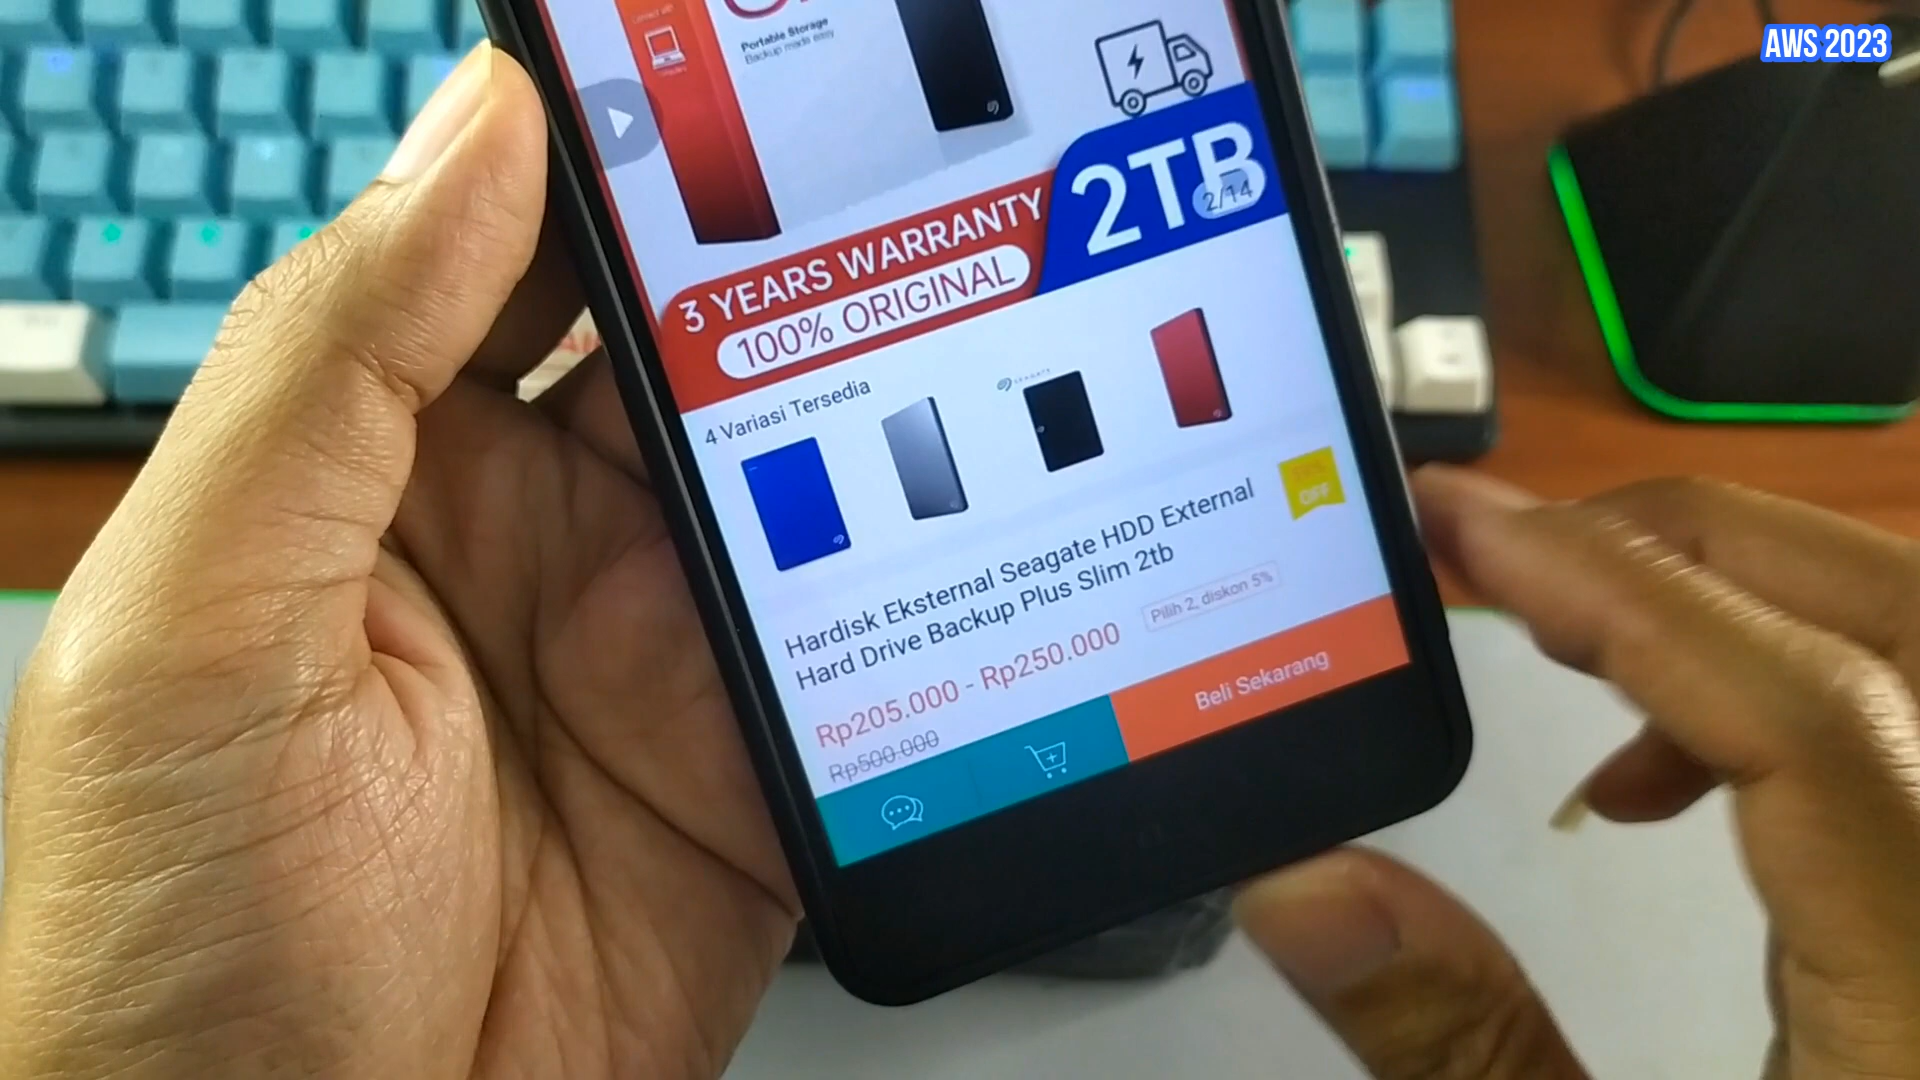 AWS 2023
Portable Storage
Backup made easy
2TB
2/14
3 YEARS WARRANTY
100% ORIGINAL
4 Variasi Tersedia
SEAGATE
OFF
Hardisk Eksternal Seagate HDD External
Hard Drive Backup Plus Slim 2tb
Pilih 2, diskon 5%
Rp205.000 - Rp250.000
Rp500.000
Beli Sekarang